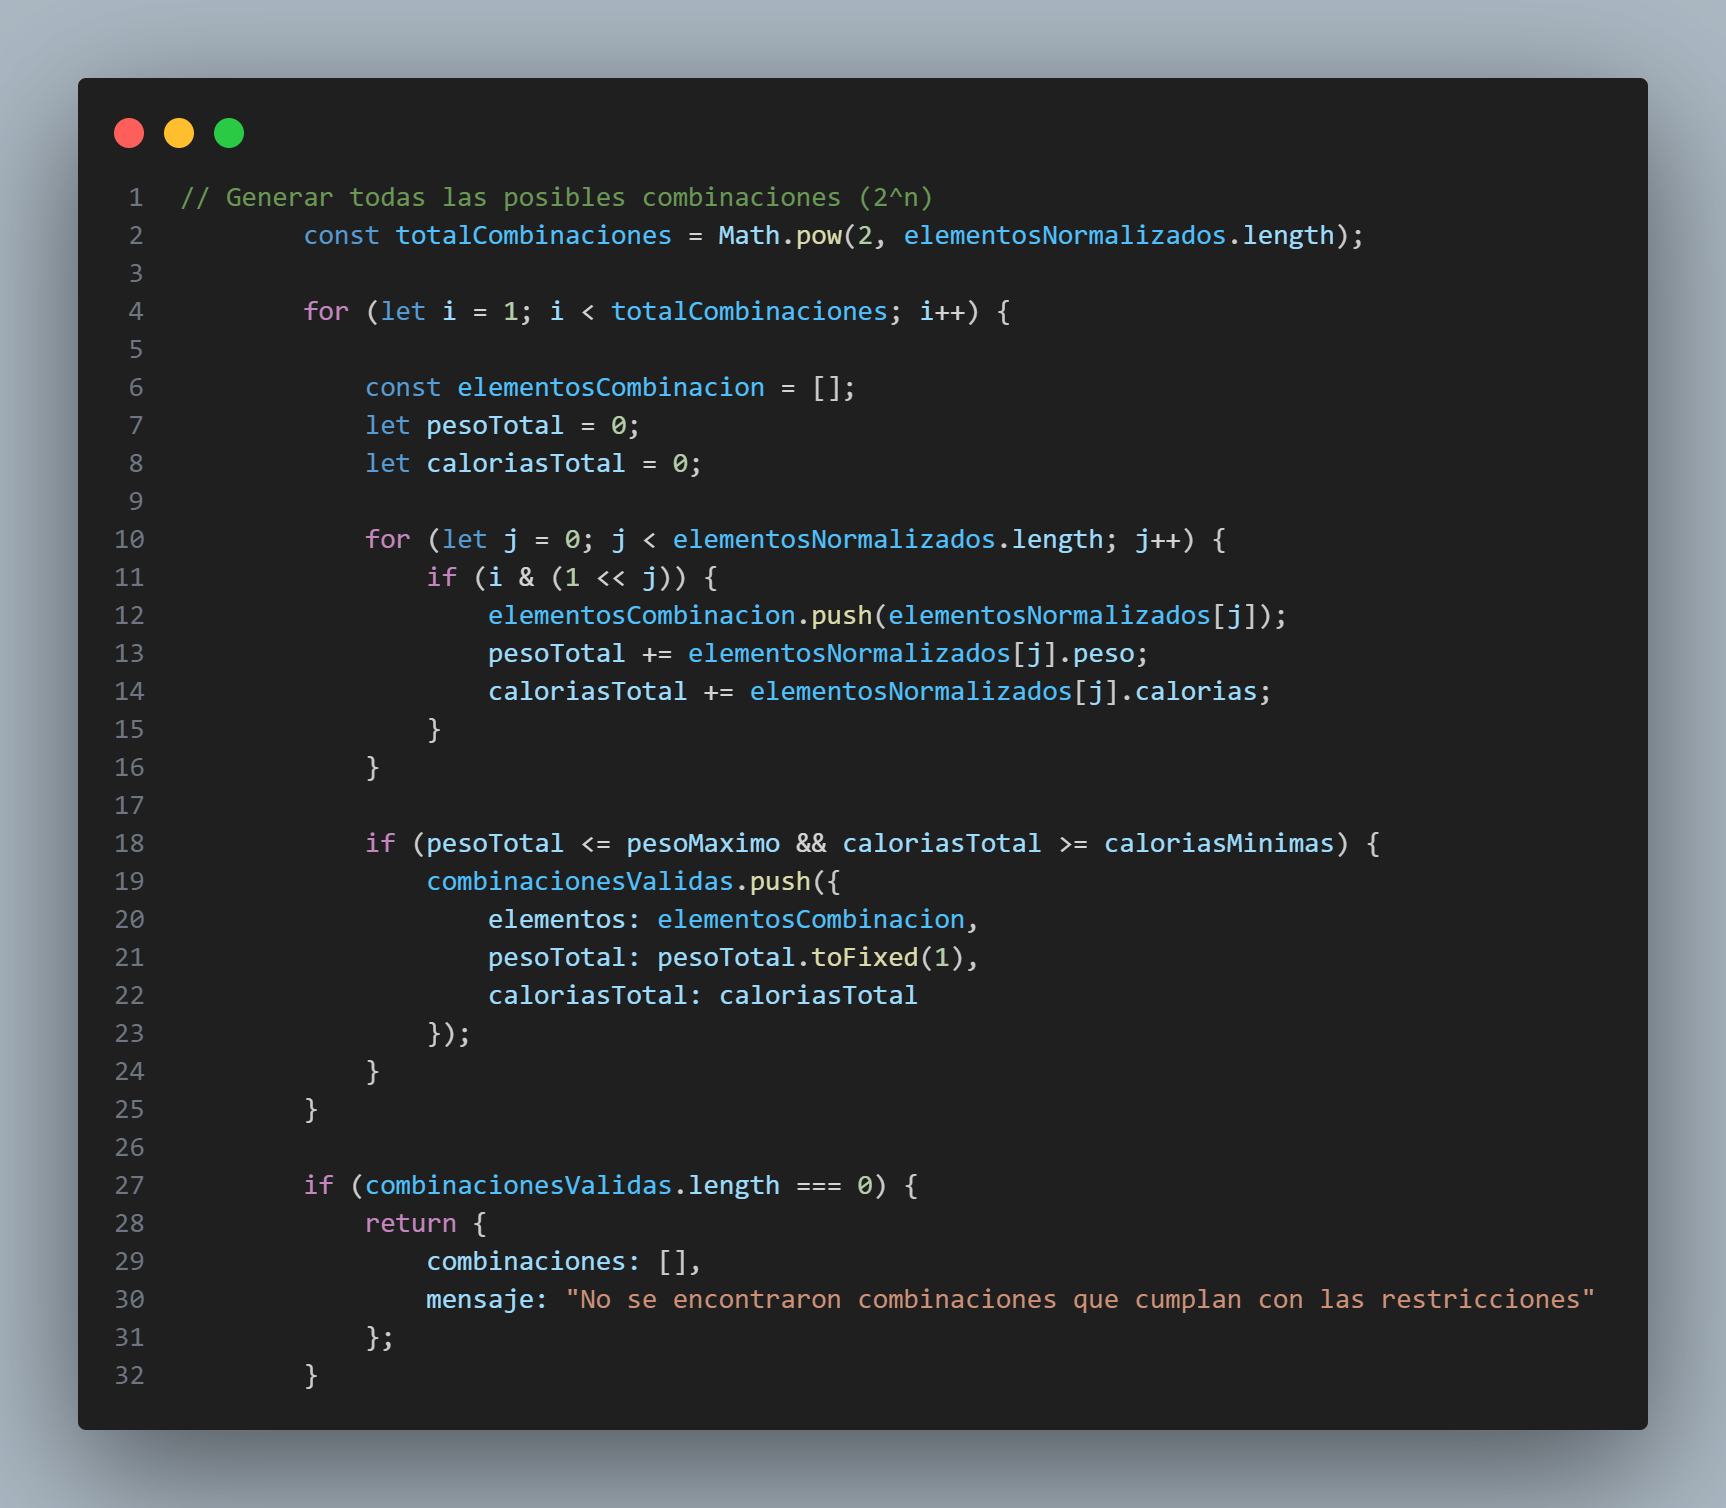 1 // Generar todas las posibles combinaciones (2^n)
2 const totalCombinaciones = Math.pow(2, elementosNormalizados.length);
3
4 for (let i = 1; i < totalCombinaciones; i++) {
5
6 const elementosCombinacion = [];
7 let pesoTotal = 0;
8 let caloriasTotal = 0;
9
10 for (let j = 0; j < elementosNormalizados.length; j++) {
11 if (i & (1 << j)) {
12 elementosCombinacion.push(elementosNormalizados[j]);
13 pesoTotal += elementosNormalizados[j].peso;
14 caloriasTotal += elementosNormalizados[j].calorias;
15 }
16 }
17
18 if (pesoTotal <= pesoMaximo && caloriasTotal >= caloriasMinimas) {
19 combinacionesValidas.push({
20 elementos: elementosCombinacion,
21 pesoTotal: pesoTotal.toFixed(1),
22 caloriasTotal: caloriasTotal
23 });
24 }
25 }
26
27 if (combinacionesValidas.length === 0) {
28 return {
29 combinaciones: [],
30 mensaje: "No se encontraron combinaciones que cumplan con las restricciones"
31 };
32 }